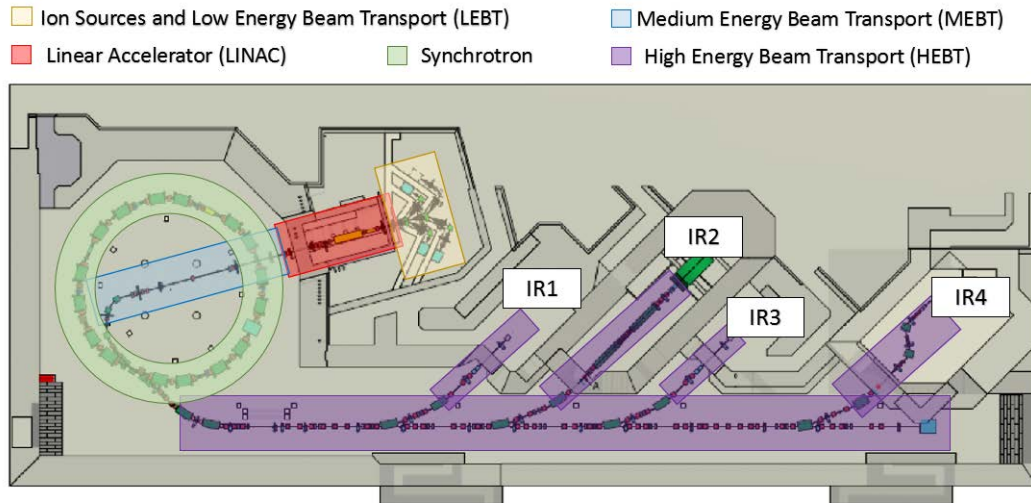 Ion Sources and Low Energy Beam Transport (LEBT)
Medium Energy Beam Transport (MEBT)
Linear Accelerator (LINAC)
Synchrotron
High Energy Beam Transport (HEBT)
IR1
IR2
IR3
IR4